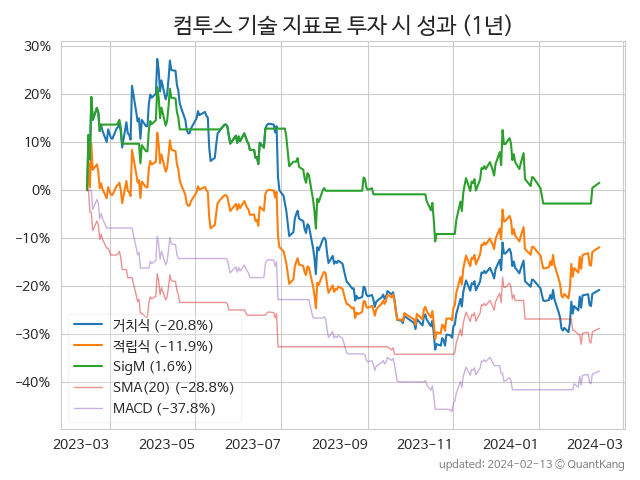 컴투스 기술 지표로 투자 시 성과 (1년)
30%
20%
10%
0%
−10%
−20%
−30%
−40%
거치식 (−20.8%)
적립식 (−11.9%)
SigM (1.6%)
SMA(20) (−28.8%)
MACD (−37.8%)
2023-03 2023-05 2023-07 2023-09 2023-11 2024-01 2024-03
updated: 2024-02-13 ⓒ QuantKang